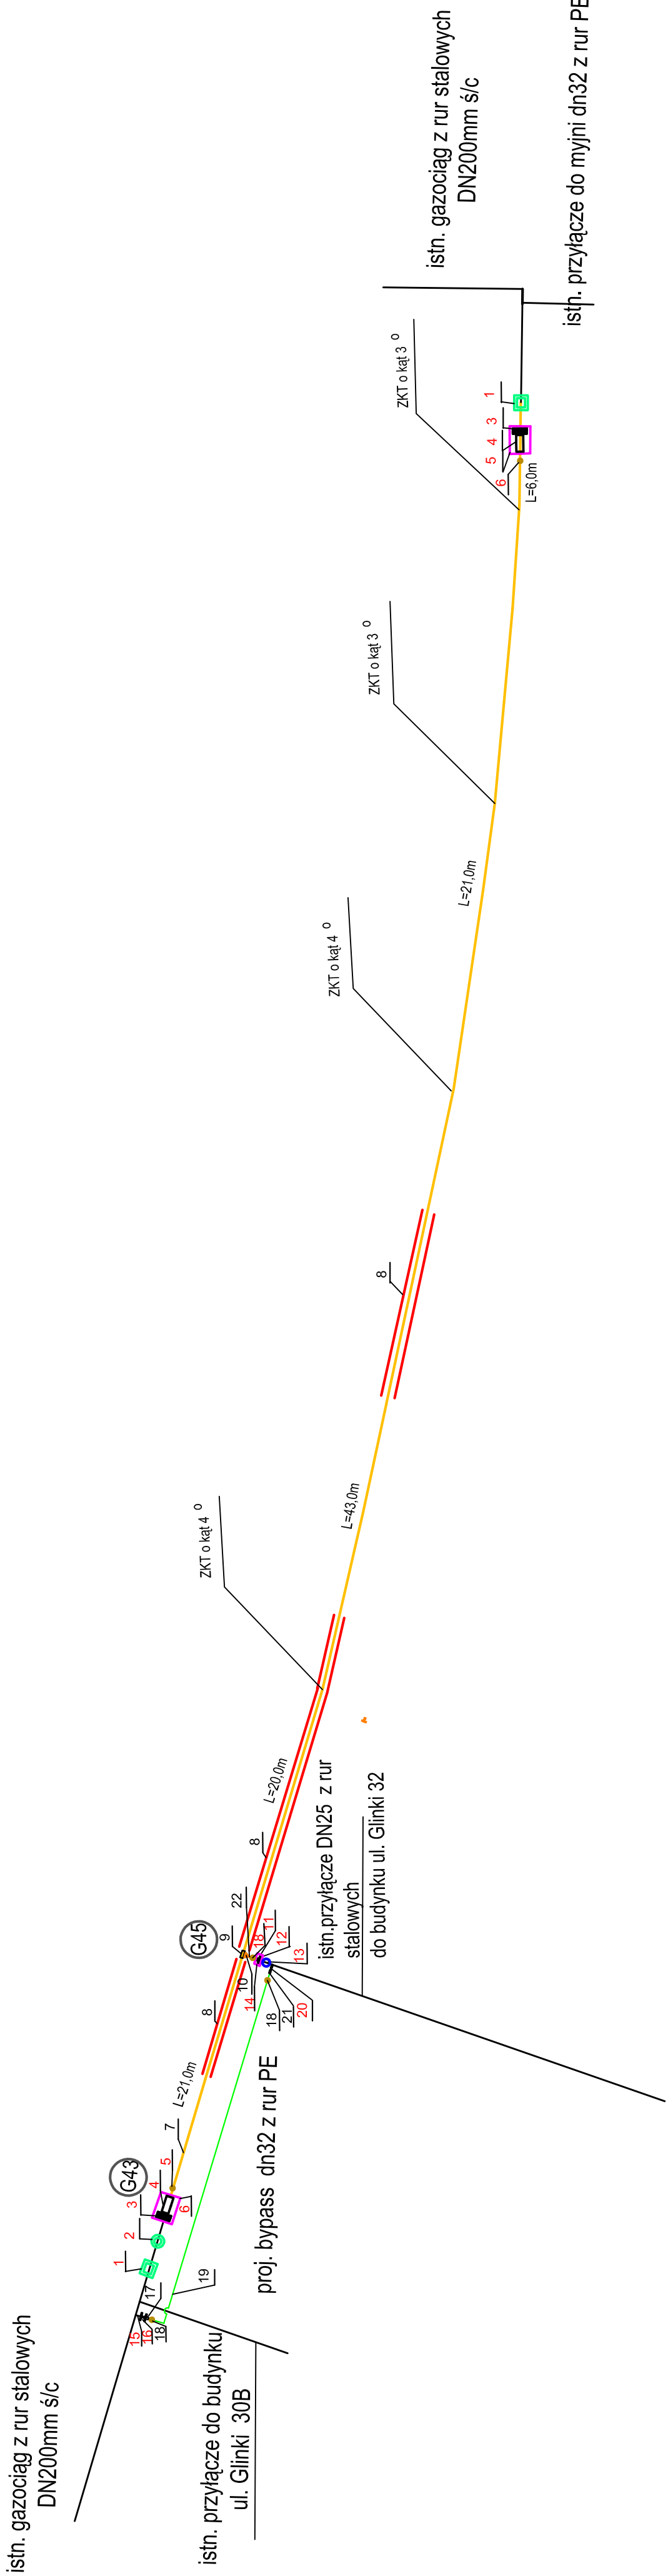 istn. gazociąg z rur stalowych
DN200mm ś/c
istn. przyłącze do myjni dn32 z rur PE
ZKT o kąt 3 o
1
3
4
5
6
L=6,0m
ZKT o kąt 3 o
L=21,0m
ZKT o kąt 4 o
8
L=43,0m
ZKT o kąt 4 o
L=20,0m
8
istn.przyłącze DN25 z rur
stalowych
do budynku ul. Glinki 32
22
G45
9
18
11
12
13
10
14
18
21
20
8
L=21,0m
7
proj. bypass dn32 z rur PE
G43
5
4
3
6
2
1
19
17
15
16
18
istn. przyłącze do budynku
ul. Glinki 30B
istn. gazociąg z rur stalowych
DN200mm ś/c